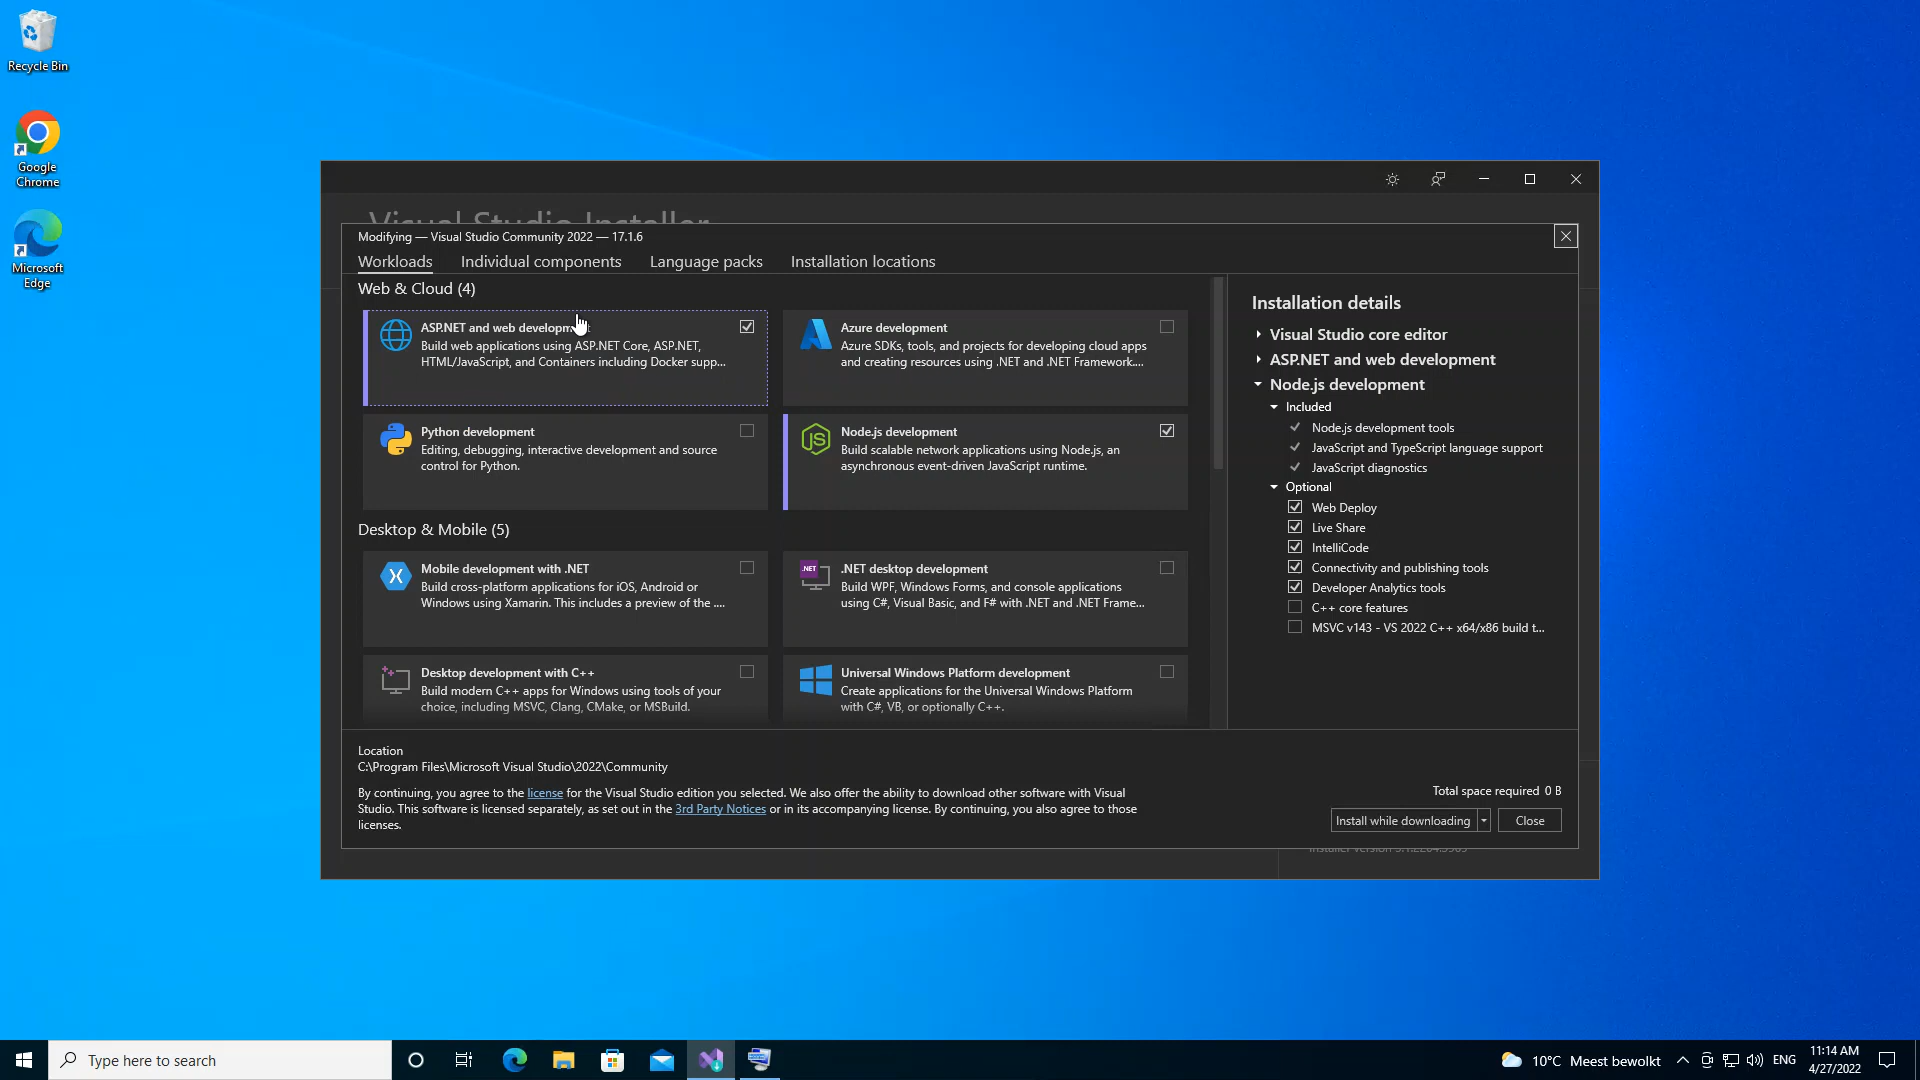 Recycle Bin
Google
Chrome
Microsoft
Edge
Visual Studio Installer
Modifying — Visual Studio Community 2022 — 17.1.6
Workloads
Individual components
Language packs
Installation locations
Web & Cloud (4)
ASP.NET and web developm
Build web applications using ASP.NET Core, ASP.NET,
HTML/JavaScript, and Containers including Docker supp...
Azure development
Azure SDKs, tools, and projects for developing cloud apps
and creating resources using .NET and .NET Framework....
Python development
Editing, debugging, interactive development and source
control for Python.
Node.js development
Build scalable network applications using Node.js, an
asynchronous event-driven JavaScript runtime.
Desktop & Mobile (5)
Mobile development with .NET
Build cross-platform applications for iOS, Android or
Windows using Xamarin. This includes a preview of the ....
.NET
.NET desktop development
Build WPF, Windows Forms, and console applications
using C#, Visual Basic, and F# with .NET and .NET Frame...
Desktop development with C++
Build modern C++ apps for Windows using tools of your
choice, including MSVC, Clang, CMake, or MSBuild.
Universal Windows Platform development
Create applications for the Universal Windows Platform
with C#, VB, or optionally C++.
Installation details
Visual Studio core editor
ASP.NET and web development
Node.js development
Included
Node.js development tools
JavaScript and TypeScript language support
JavaScript diagnostics
Optional
Web Deploy
Live Share
IntelliCode
Connectivity and publishing tools
Developer Analytics tools
C++ core features
MSVC v143 - VS 2022 C++ x64/x86 build t...
Location
C:\Program Files\Microsoft Visual Studio\2022\Community
By continuing, you agree to the license for the Visual Studio edition you selected. We also offer the ability to download other software with Visual
Studio. This software is licensed separately, as set out in the 3rd Party Notices or in its accompanying license. By continuing, you also agree to those
licenses.
Total space required 0 B
Install while downloading
Close
Type here to search
10°C Meest bewolkt
ENG
11:14 AM
4/27/2022